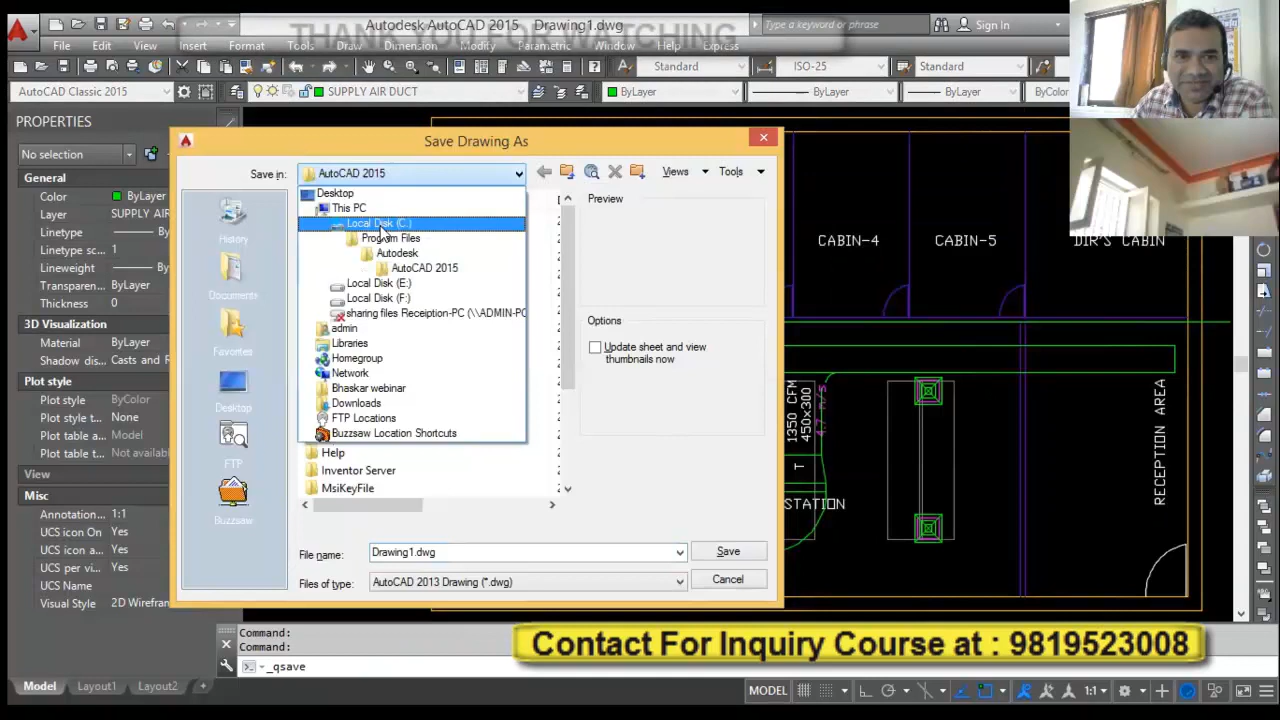 Autodesk AutoCAD 2015 Drawing1.dwg
THANK YOU FOR WATCHING
Type a keyword or phrase
Sign In
File Edit View Insert Format Tools Draw Dimension Modify Parametric Window Help Express
Standard ISO-25 Standard
AutoCAD Classic 2015 SUPPLY AIR DUCT ByLayer ByLayer ByLayer ByColor
PROPERTIES
No selection
General
Color ByLayer
Layer SUPPLY AIR
Linetype
Linetype sc... 1
Lineweight
Transparen...
Thickness 0
3D Visualization
Material ByLayer
Shadow dis... Casts and R
Plot style
Plot style ByColor
Plot style t... None
Plot table a... Model
Plot table t... Not availabl
View
Misc
Annotation... 1:1
UCS icon On Yes
UCS icon a... Yes
UCS per vi... Yes
UCS Name
Visual Style 2D Wirefram
Save Drawing As
Save in: AutoCAD 2015
Views Tools
History
Documents
Favorites
Desktop
FTP
Buzzsaw
Desktop
This PC
Local Disk (C:)
Program Files
Autodesk
AutoCAD 2015
Local Disk (E:)
Local Disk (F:)
sharing files Receiption-PC (\\ADMIN-PC
admin
Libraries
Homegroup
Network
Bhaskar webinar
Downloads
FTP Locations
Buzzsaw Location Shortcuts
Help
Inventor Server
MsiKeyFile
Preview
Options
Update sheet and view
thumbnails now
File name: Drawing1.dwg
Save
Files of type: AutoCAD 2013 Drawing (*.dwg)
Cancel
CABIN-4
CABIN-5
DIR'S CABIN
1350 CFM
450x300
4.7 m/s
T
STATION
RECEPTION AREA
Command:
Command:
_qsave
Contact For Inquiry Course at : 9819523008
Model Layout1 Layout2 +
MODEL 1:1